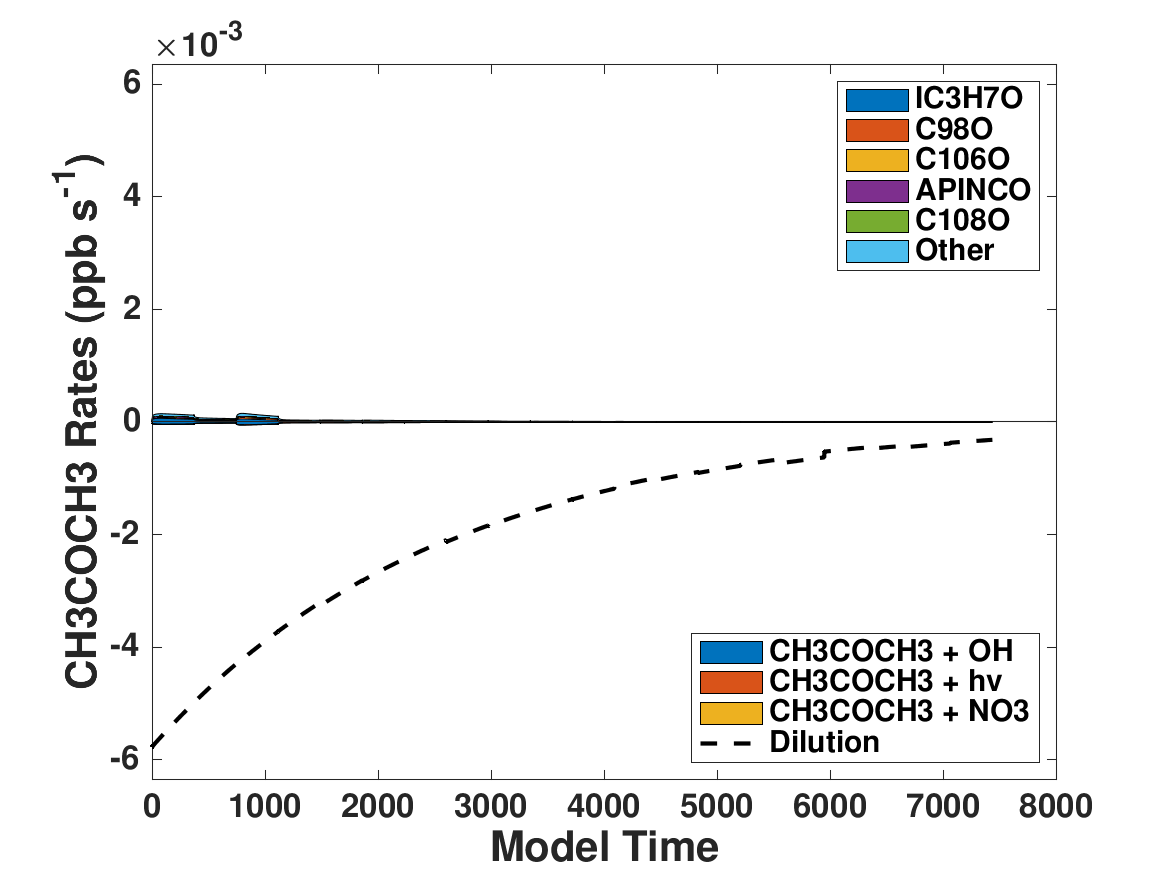 ×10-3
6
4
2
0
-2
-4
-6
CH3COCH3 Rates (ppb s-1)
IC3H7O
C98O
C106O
APINCO
C108O
Other
CH3COCH3 + OH
CH3COCH3 + hv
CH3COCH3 + NO3
Dilution
0 1000 2000 3000 4000 5000 6000 7000 8000
Model Time